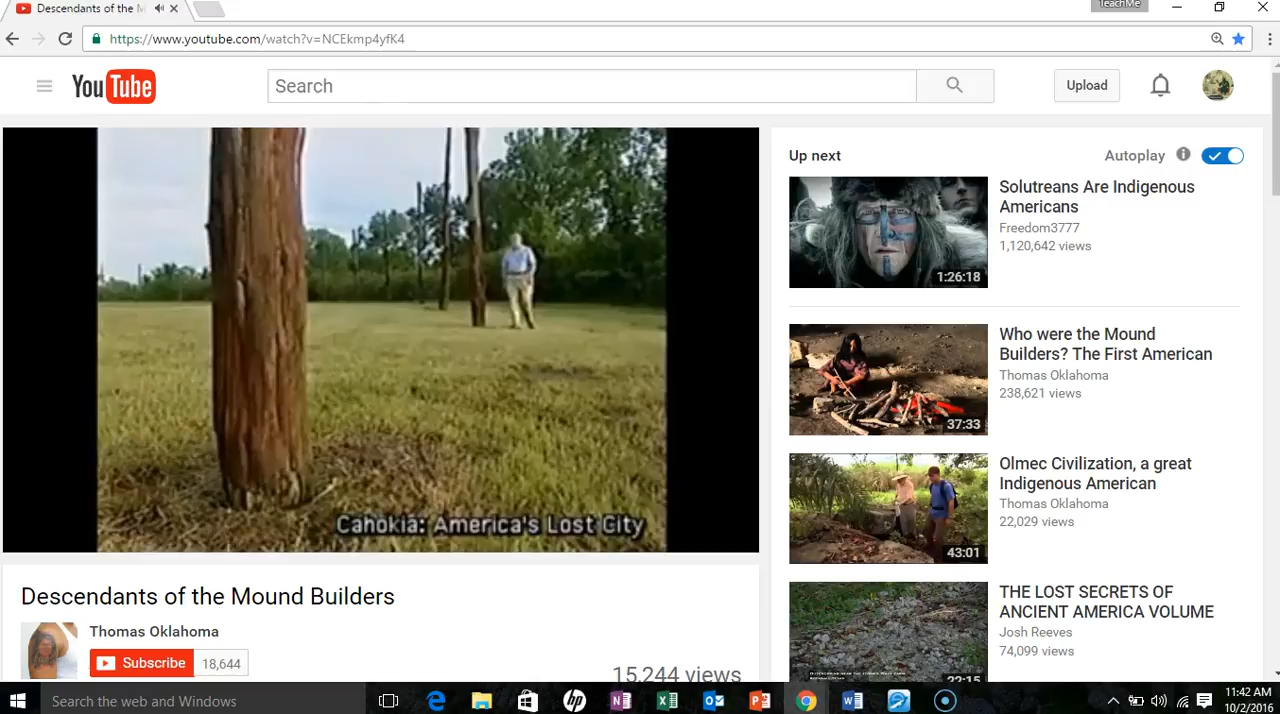 Descendants of the M
TeachMe
https://www.youtube.com/watch?v=NCEkmp4yfK4
YouTube
Search
Upload
Cahokia: America's Lost City
Descendants of the Mound Builders
Thomas Oklahoma
Subscribe 18,644
15,244 views
Up next
Autoplay
Solutreans Are Indigenous
Americans
Freedom3777
1,120,642 views
1:26:18
Who were the Mound
Builders? The First American
Thomas Oklahoma
238,621 views
37:33
Olmec Civilization, a great
Indigenous American
Thomas Oklahoma
22,029 views
43:01
THE LOST SECRETS OF
ANCIENT AMERICA VOLUME
Josh Reeves
74,099 views
22:15
Search the web and Windows
11:42 AM
10/2/2016